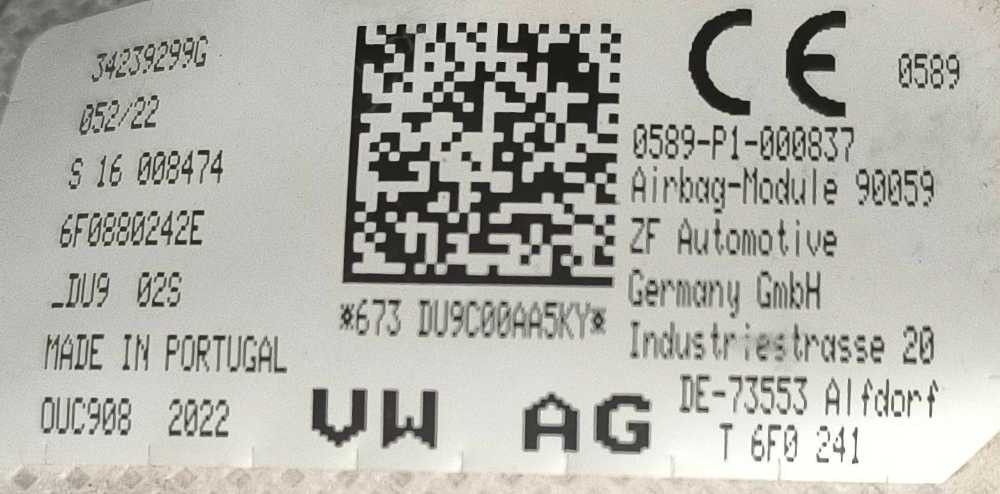 34239299G
052/22
S 16 008474
6F0880242E
_DU9 02S
MADE IN PORTUGAL
OUC908 2022
*673 DU9C00AA5KY*
VW AG
CE 0589
0589-P1-000837
Airbag-Module 90059
ZF Automotive
Germany GmbH
Industriestrasse 20
DE-73553 Alfdorf
T 6F0 241